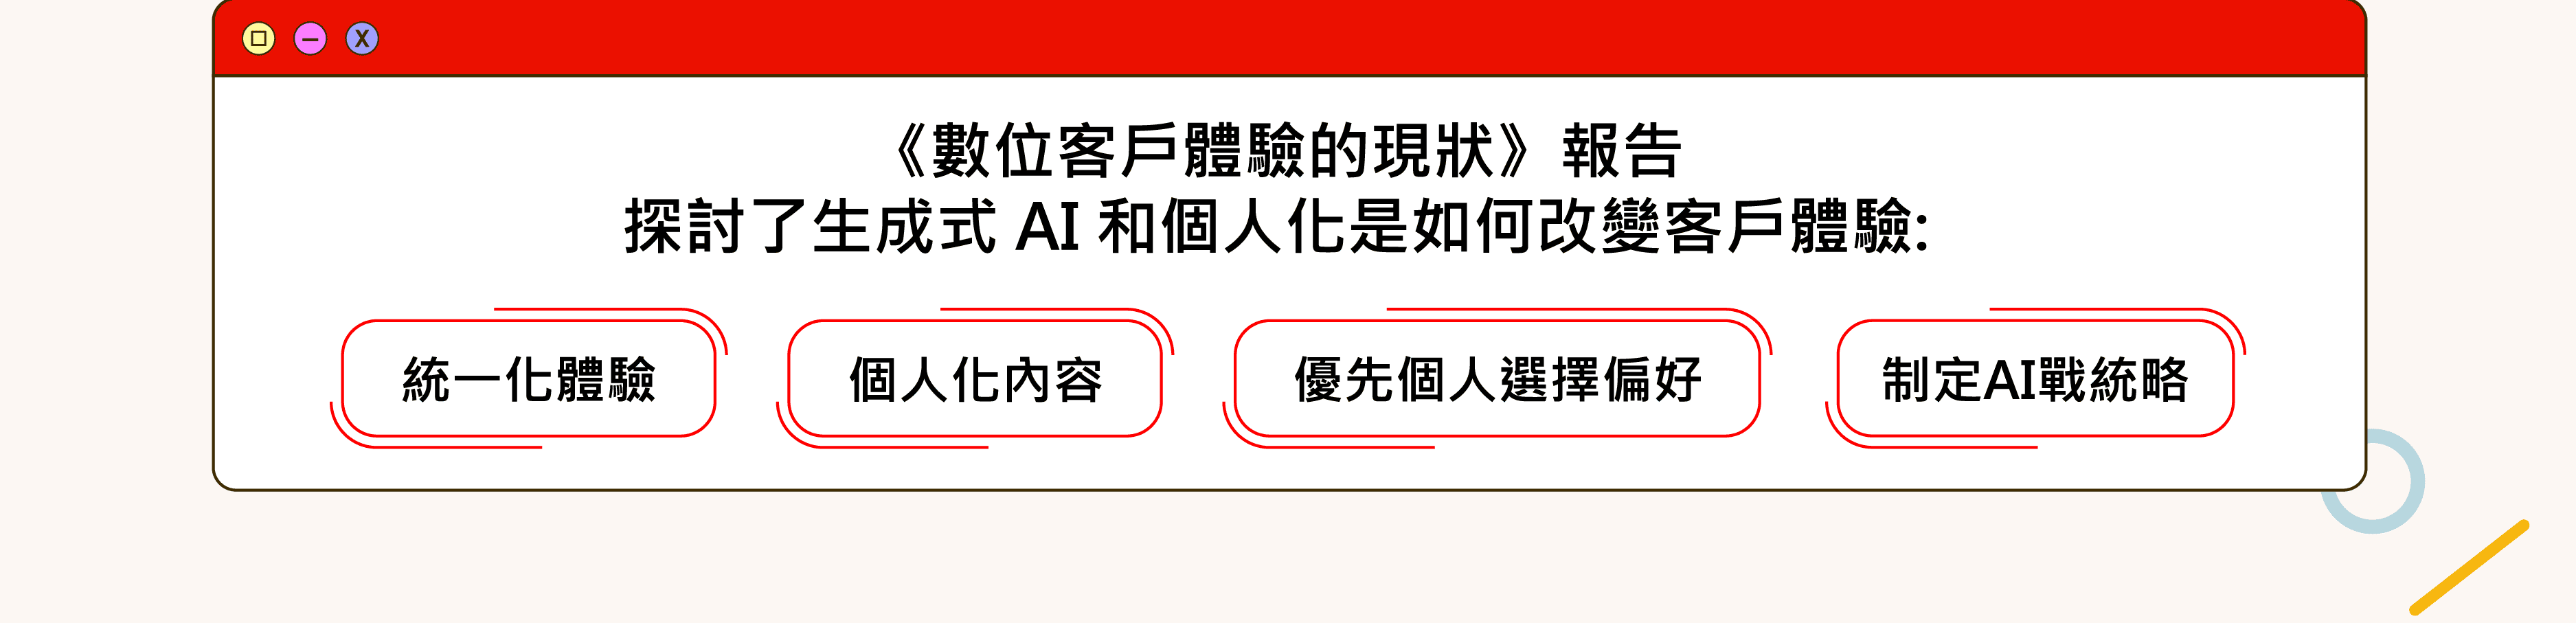 《數位客戶體驗的現狀》報告
探討了生成式 AI 和個人化是如何改變客戶體驗:
統一化體驗
個人化內容
優先個人選擇偏好
制定AI戰統略